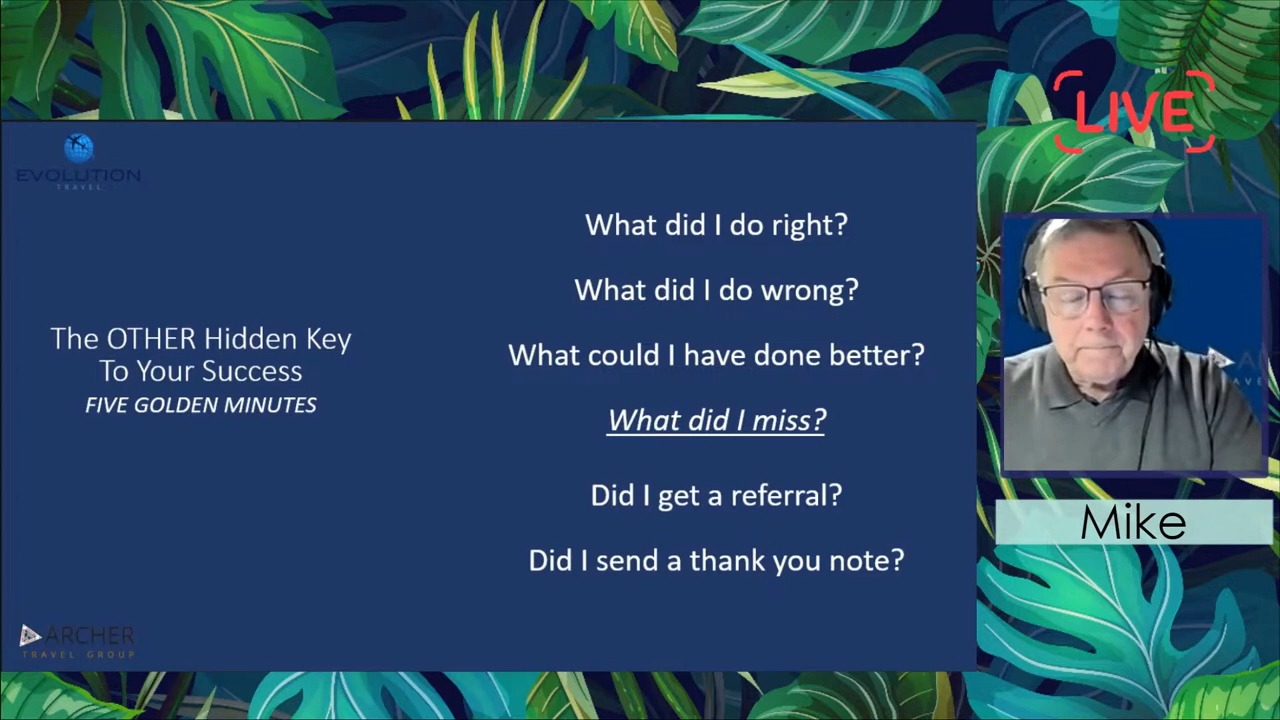 EVOLUTION
TRAVEL
The OTHER Hidden Key
To Your Success
FIVE GOLDEN MINUTES
What did I do right?
What did I do wrong?
What could I have done better?
What did I miss?
Did I get a referral?
Did I send a thank you note?
ARCHER
TRAVEL GROUP
LIVE
Mike